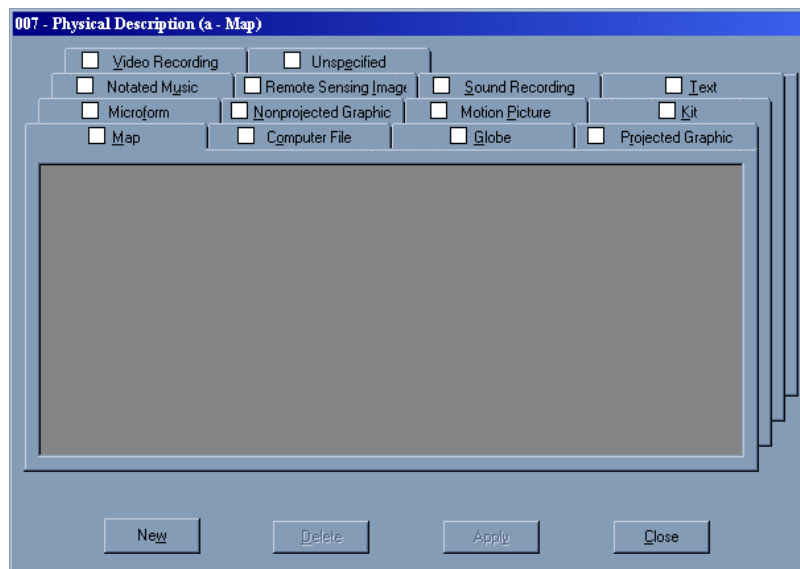 007 - Physical Description (a - Map)
Video Recording Unspecified
Notated Music Remote Sensing Image Sound Recording Text
Microform Nonprojected Graphic Motion Picture Kit
Map Computer File Globe Projected Graphic
New Delete Apply Close